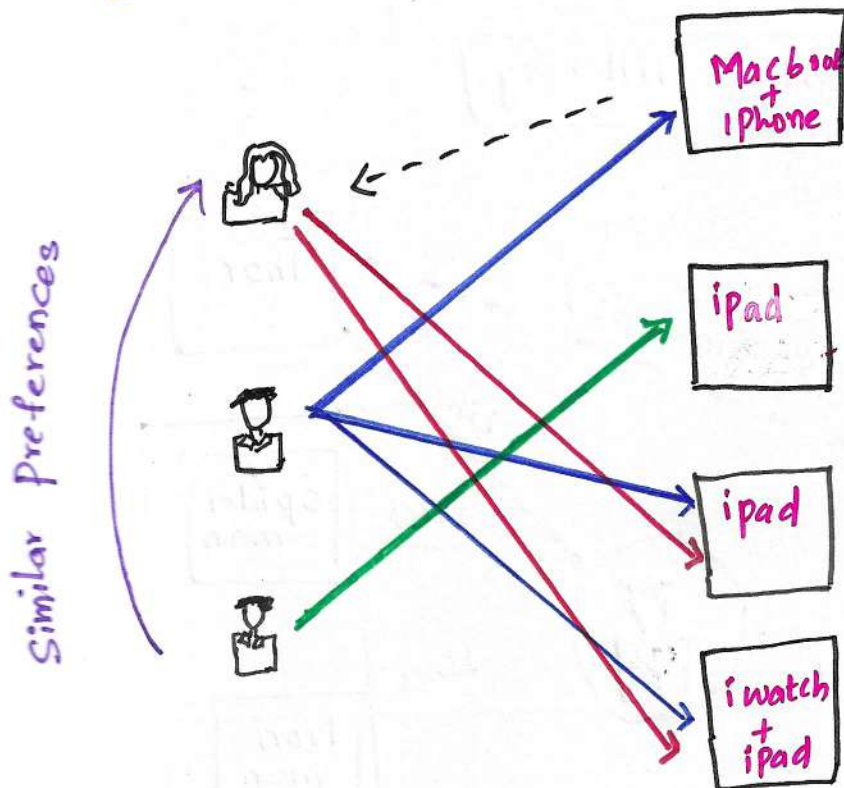 Similar Preferences
Macbook
+
iphone
ipad
ipad
iwatch
+
ipad